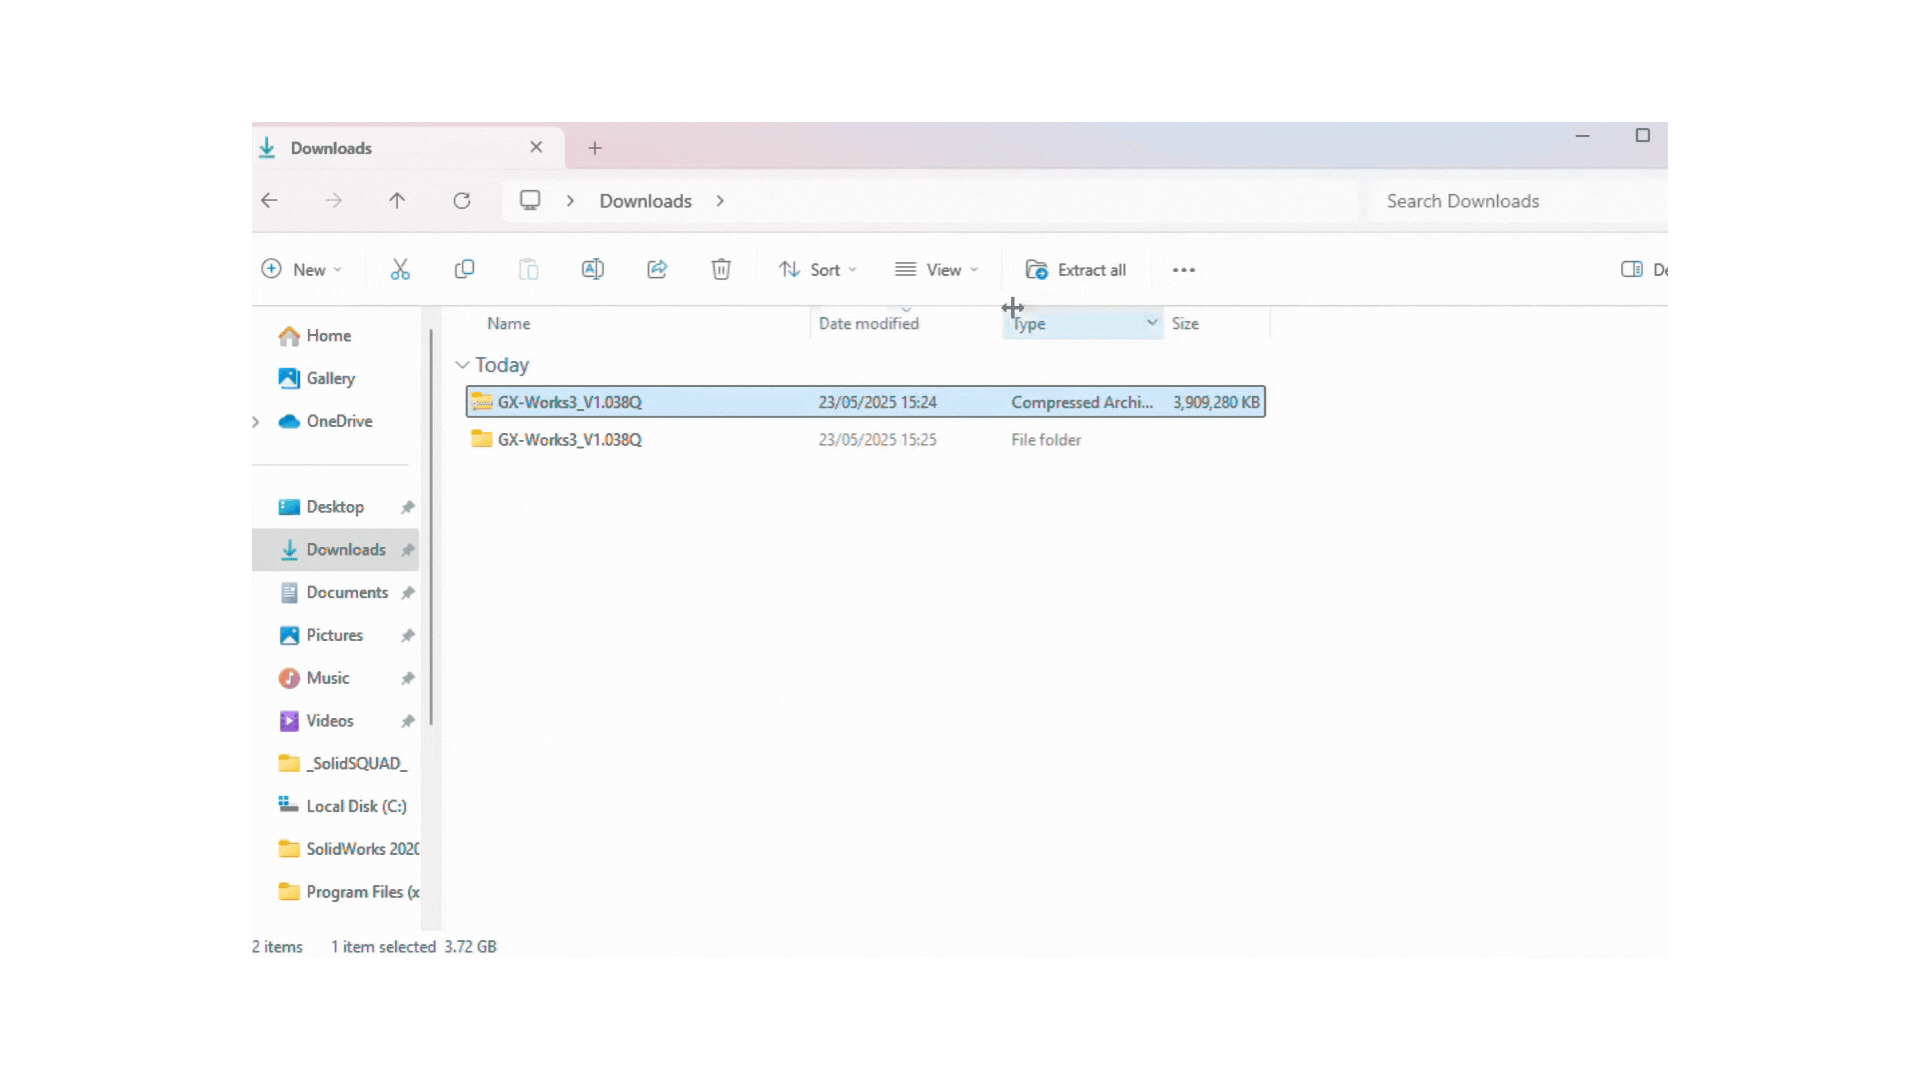 Downloads
Downloads
Search Downloads
New
Sort
View
Extract all
Name
Date modified
Type
Size
Home
Gallery
OneDrive
Desktop
Downloads
Documents
Pictures
Music
Videos
_SolidSQUAD_
Local Disk (C:)
SolidWorks 202
Program Files (x
Today
GX-Works3_V1.038Q 23/05/2025 15:24 Compressed Archi... 3,909,280 KB
GX-Works3_V1.038Q 23/05/2025 15:25 File folder
2 items 1 item selected 3.72 GB